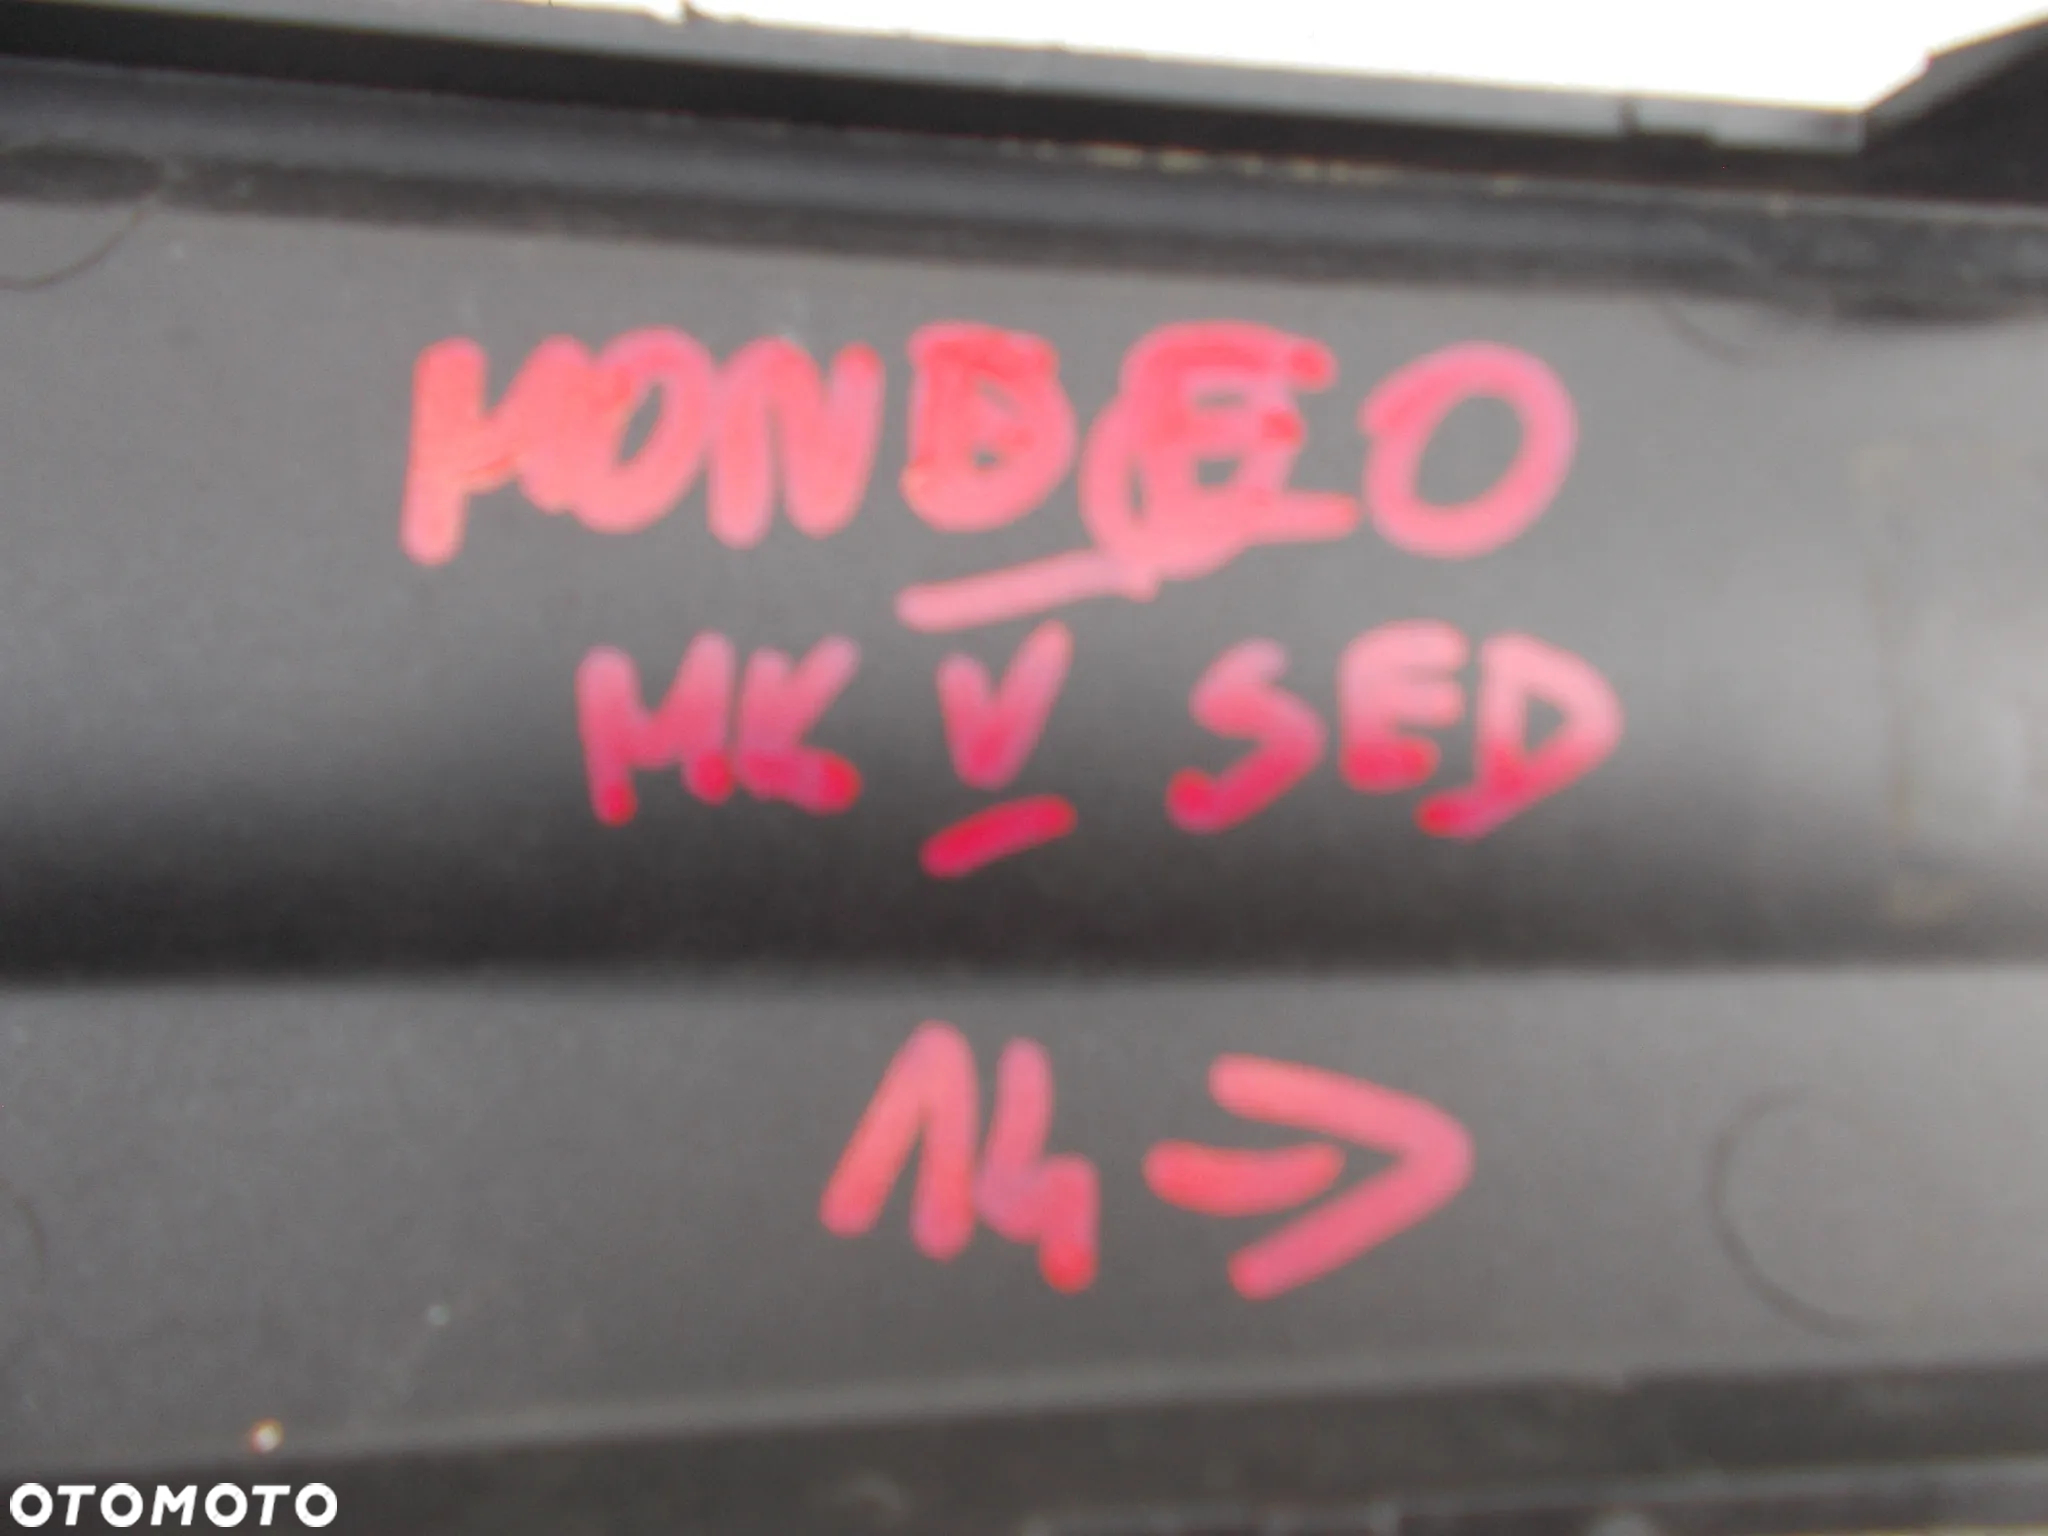 MONDEO
MK V SED
14 →
OTOMOTO